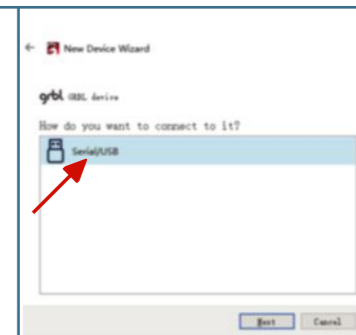 New Device Wizard
grbl GRBL device
How do you want to connect to it?
Serial/USB
Next Cancel